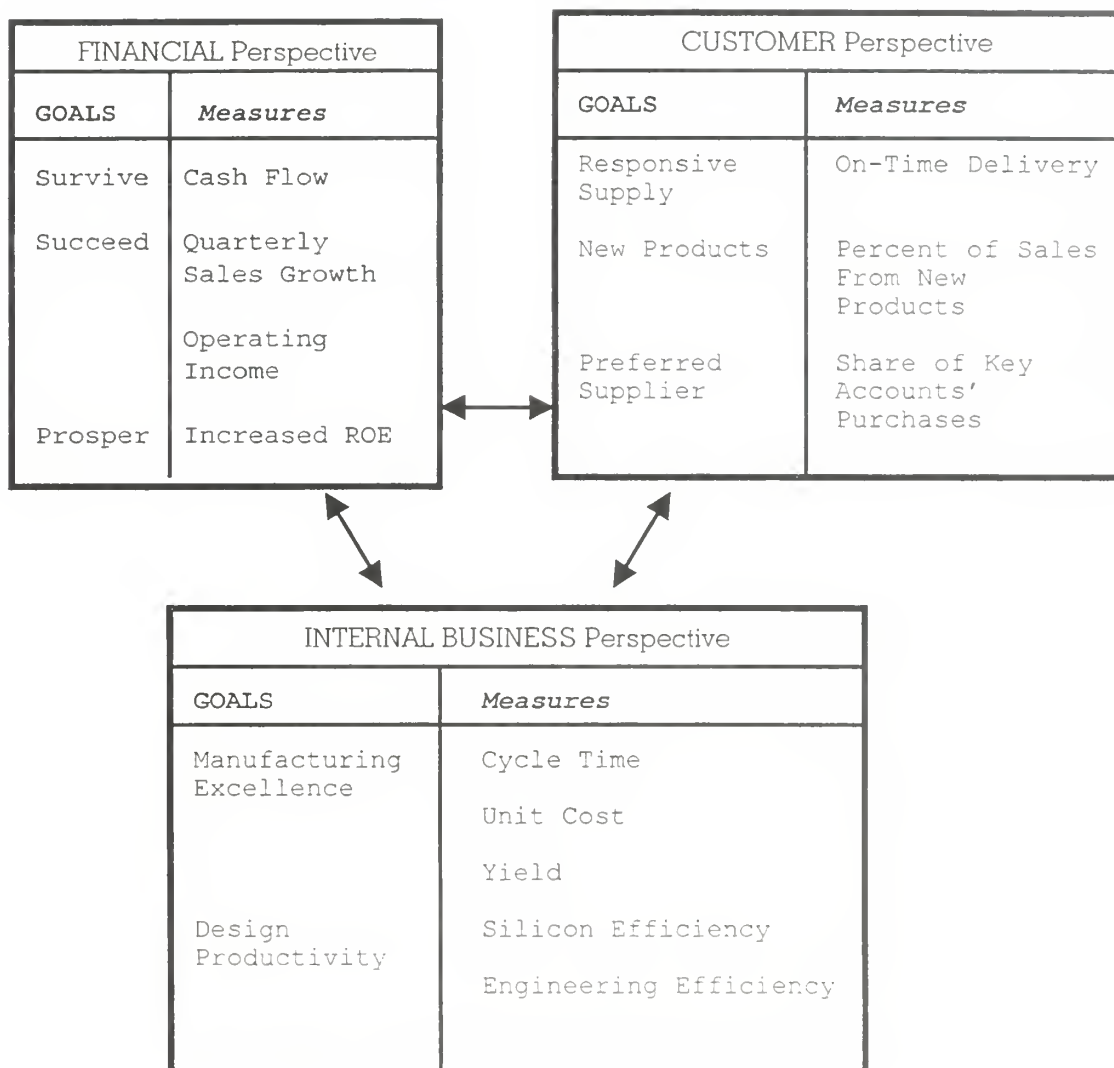 FINANCIAL Perspective
GOALS Measures
Survive Cash Flow
Succeed Quarterly
Sales Growth
Operating
Income
Prosper Increased ROE
CUSTOMER Perspective
GOALS Measures
Responsive On-Time Delivery
Supply
New Products Percent of Sales
From New
Products
Preferred Share of Key
Supplier Accounts'
Purchases
INTERNAL BUSINESS Perspective
GOALS Measures
Manufacturing Cycle Time
Excellence
Unit Cost
Yield
Design Silicon Efficiency
Productivity
Engineering Efficiency